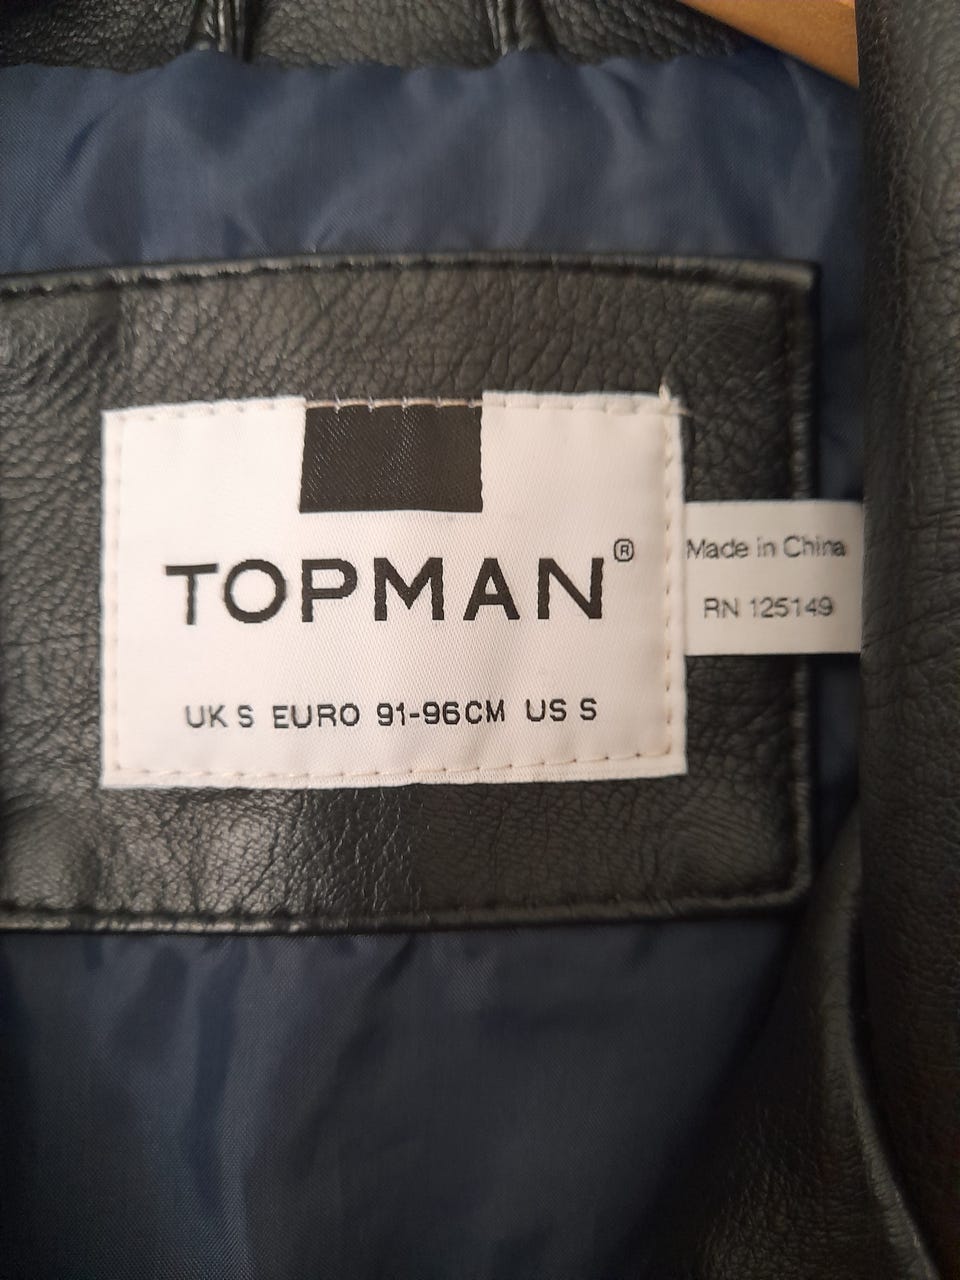 TOPMAN®
UK S EURO 91-96CM US S
Made in China
RN 125149